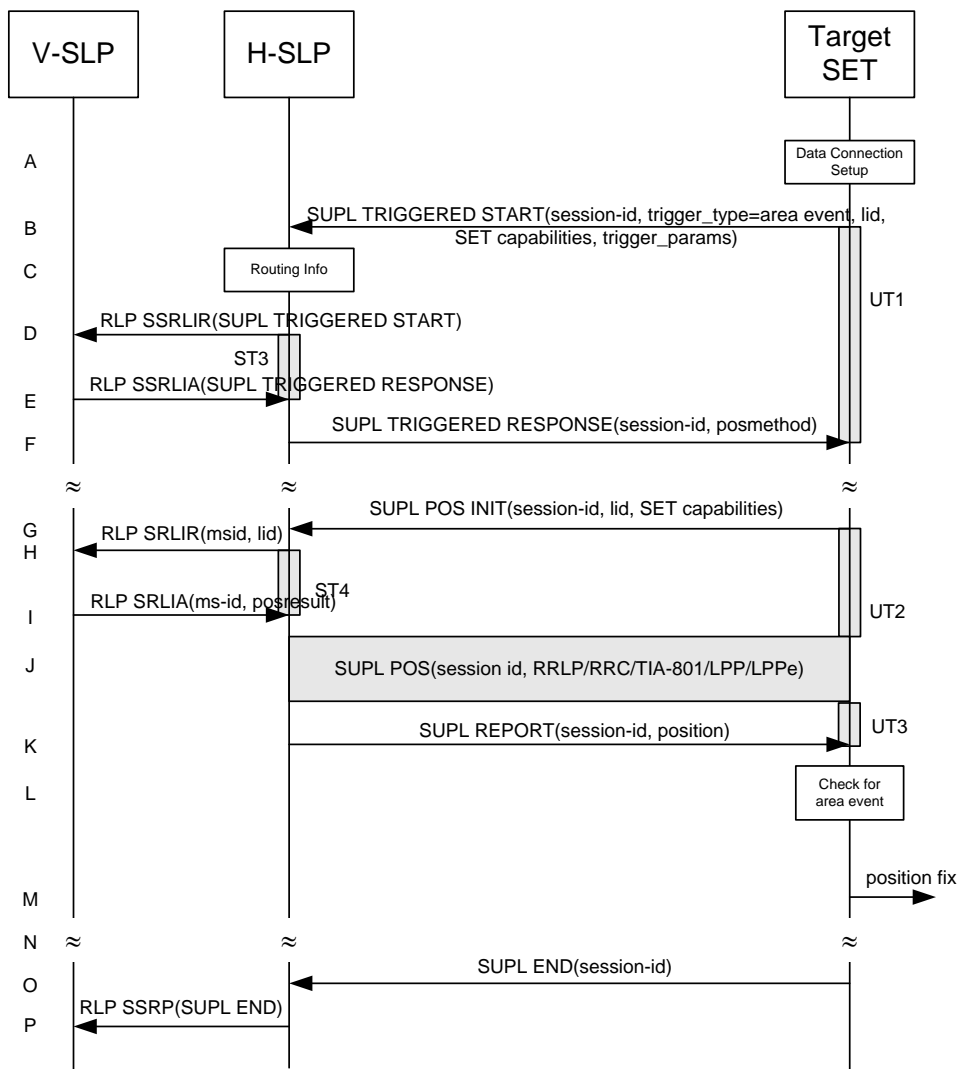 V-SLP
H-SLP
Target
SET
A
Data Connection
Setup
B
SUPL TRIGGERED START(session-id, trigger_type=area event, lid,
SET capabilities, trigger_params)
C
Routing Info
UT1
D
RLP SSRLIR(SUPL TRIGGERED START)
ST3
E
RLP SSRLIA(SUPL TRIGGERED RESPONSE)
F
SUPL TRIGGERED RESPONSE(session-id, posmethod)
≈ ≈ ≈
G
SUPL POS INIT(session-id, lid, SET capabilities)
H
RLP SRLIR(msid, lid)
ST4
I
RLP SRLIA(ms-id, posresult)
UT2
J
SUPL POS(session id, RRLP/RRC/TIA-801/LPP/LPPe)
K
SUPL REPORT(session-id, position)
UT3
L
Check for
area event
M
position fix
N ≈ ≈ ≈
O
SUPL END(session-id)
P
RLP SSRP(SUPL END)